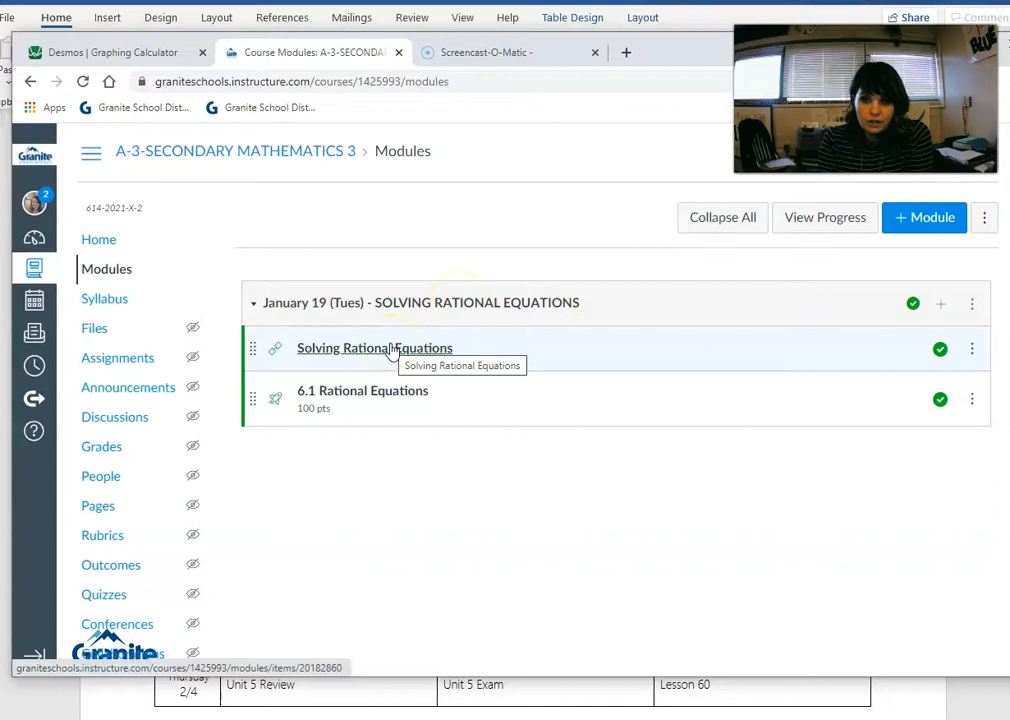 File Home Insert Design Layout References Mailings Review View Help Table Design Layout Share Commen
Desmos | Graphing Calculator Course Modules: A-3-SECONDA Screencast-O-Matic -
graniteschools.instructure.com/courses/1425993/modules
Apps Granite School Dist... Granite School Dist...
BLUE
Granite
A-3-SECONDARY MATHEMATICS 3 > Modules
2
614-2021-X-2
Collapse All View Progress + Module
Home
Modules
Syllabus
Files
Assignments
Announcements
Discussions
Grades
People
Pages
Rubrics
Outcomes
Quizzes
Conferences
January 19 (Tues) - SOLVING RATIONAL EQUATIONS
Solving Rational Equations
Solving Rational Equations
6.1 Rational Equations
100 pts
Granite
graniteschools.instructure.com/courses/1425993/modules/items/20182860
Thursday
2/4 Unit 5 Review Unit 5 Exam Lesson 60